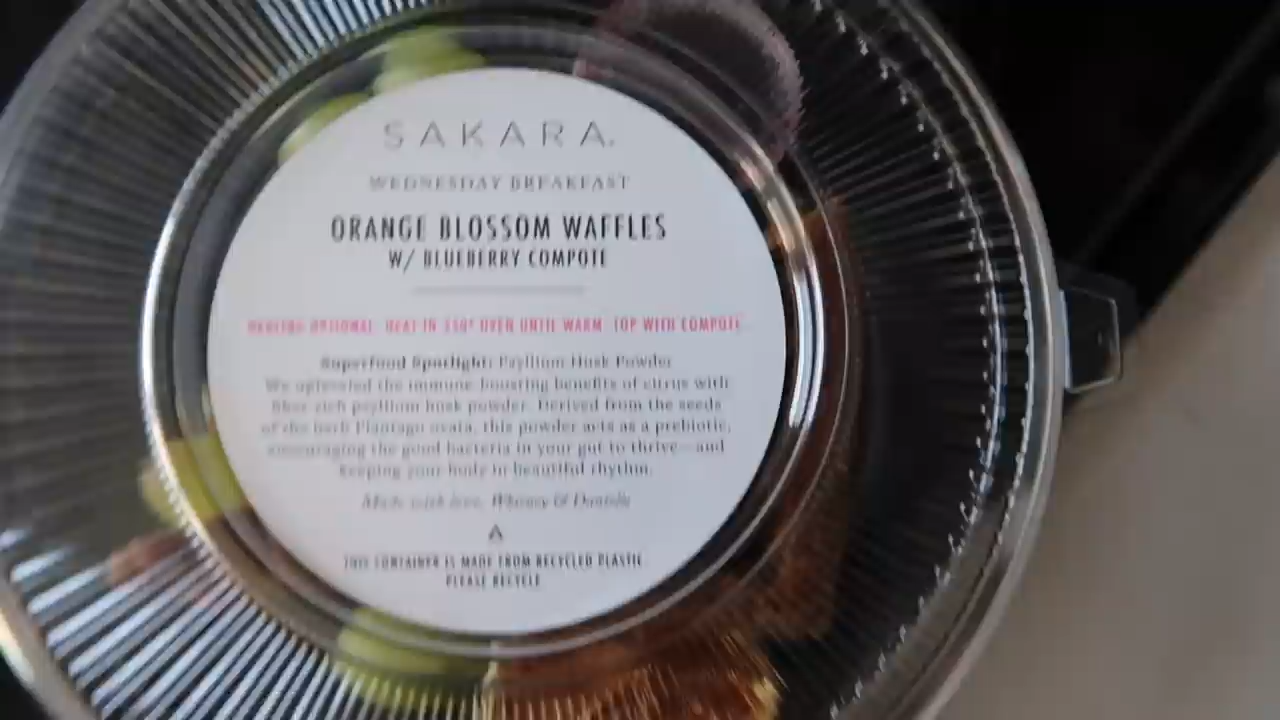 SAKARA.
WEDNESDAY BREAKFAST
ORANGE BLOSSOM WAFFLES
W/ BLUEBERRY COMPOTE
HEATING OPTIONAL. HEAT IN 350° OVEN UNTIL WARM. TOP WITH COMPOTE.
Superfood Spotlight: Psyllium Husk Powder
We upleveled the immune-boosting benefits of citrus with
fiber-rich psyllium husk powder. Derived from the seeds
of the herb Plantago ovata, this powder acts as a prebiotic,
encouraging the good bacteria in your gut to thrive—and
keeping your body in beautiful rhythm.
Made with love, Whitney & Danielle
THIS CONTAINER IS MADE FROM RECYCLED PLASTIC.
PLEASE RECYCLE